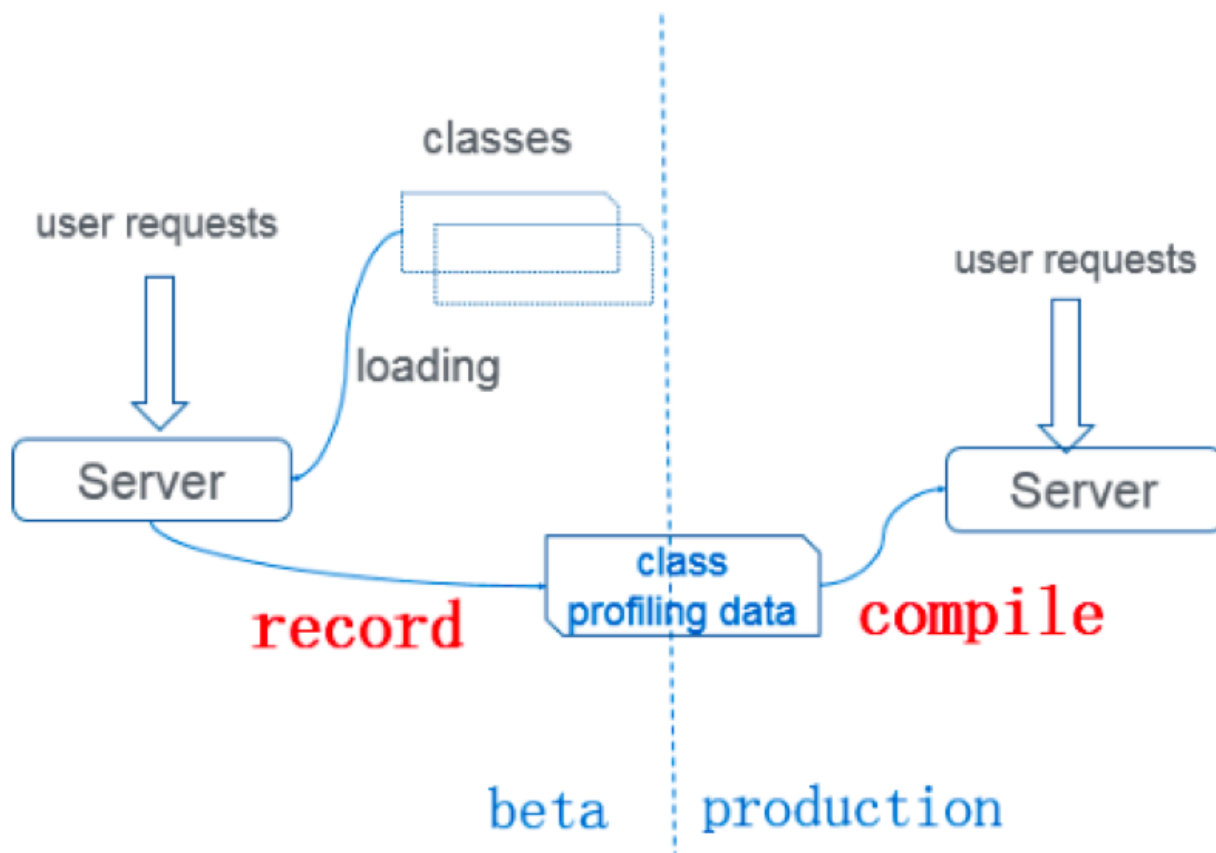 classes
user requests
user requests
loading
Server
Server
class
profiling data
record
compile
beta
production